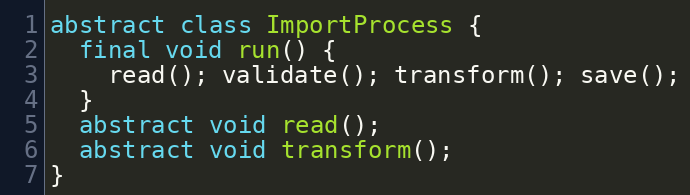 1 abstract class ImportProcess {
2   final void run() {
3     read(); validate(); transform(); save();
4   }
5   abstract void read();
6   abstract void transform();
7 }